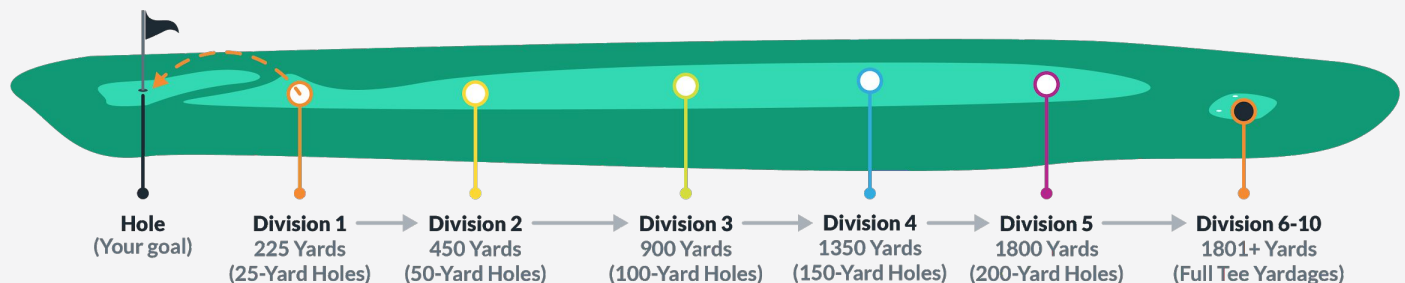 Hole
(Your goal)
Division 1
225 Yards
(25-Yard Holes)
Division 2
450 Yards
(50-Yard Holes)
Division 3
900 Yards
(100-Yard Holes)
Division 4
1350 Yards
(150-Yard Holes)
Division 5
1800 Yards
(200-Yard Holes)
Division 6-10
1801+ Yards
(Full Tee Yardages)